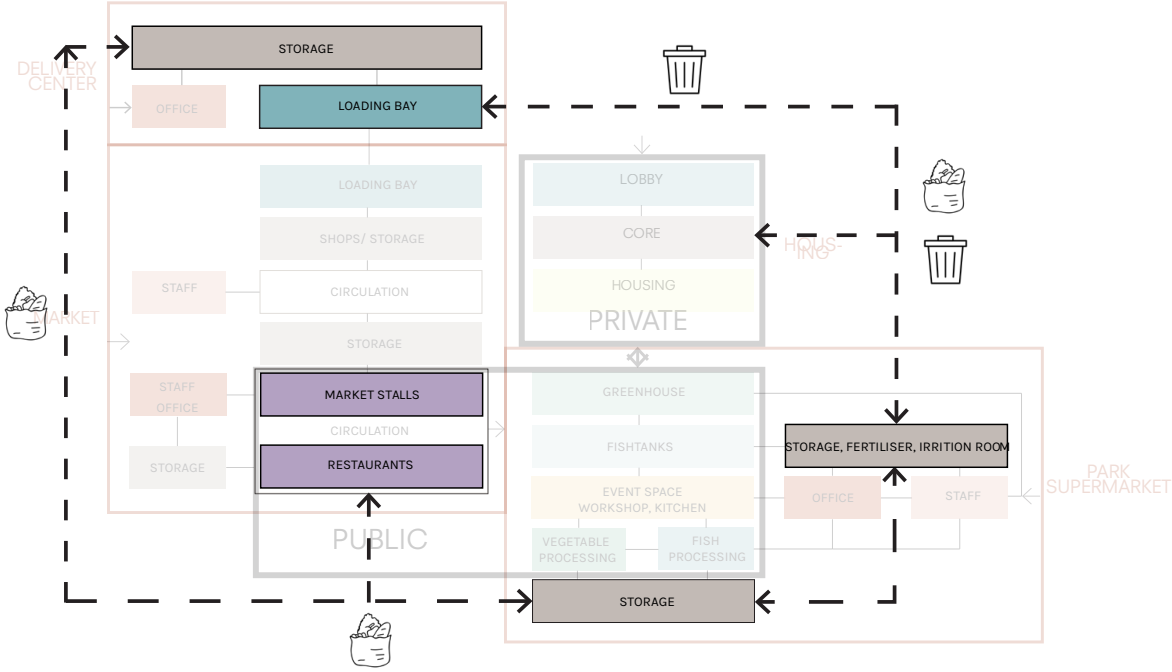 STORAGE
DELIVERY
CENTER
OFFICE
LOADING BAY
LOADING BAY
LOBBY
SHOPS/ STORAGE
CORE
HOUS-
ING
STAFF
CIRCULATION
HOUSING
MARKET
PRIVATE
STORAGE
STAFF
OFFICE
MARKET STALLS
GREENHOUSE
CIRCULATION
FISHTANKS
STORAGE, FERTILISER, IRRITION ROOM
STORAGE
RESTAURANTS
PARK
SUPERMARKET
EVENT SPACE
WORKSHOP, KITCHEN
OFFICE
STAFF
PUBLIC
VEGETABLE
PROCESSING
FISH
PROCESSING
STORAGE